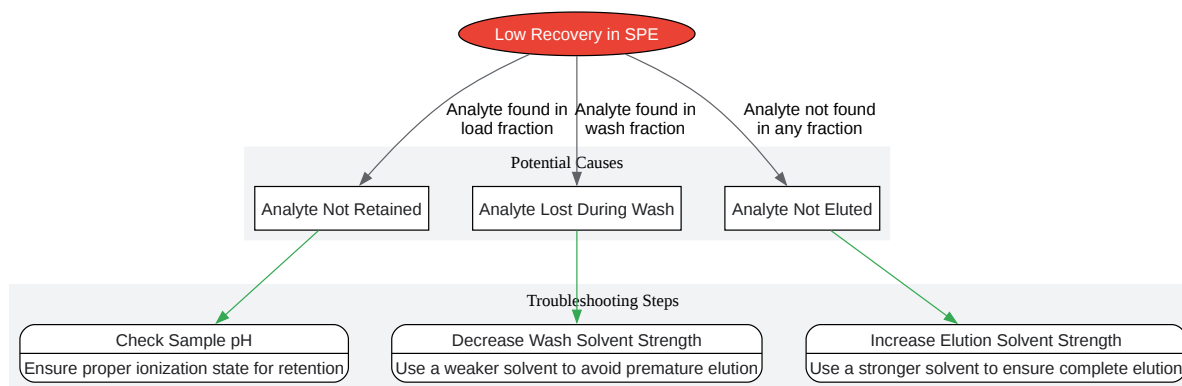 Low Recovery in SPE
Analyte found in
load fraction
Analyte found in
wash fraction
Analyte not found
in any fraction
Potential Causes
Analyte Not Retained
Analyte Lost During Wash
Analyte Not Eluted
Troubleshooting Steps
Check Sample pH
Ensure proper ionization state for retention
Decrease Wash Solvent Strength
Use a weaker solvent to avoid premature elution
Increase Elution Solvent Strength
Use a stronger solvent to ensure complete elution